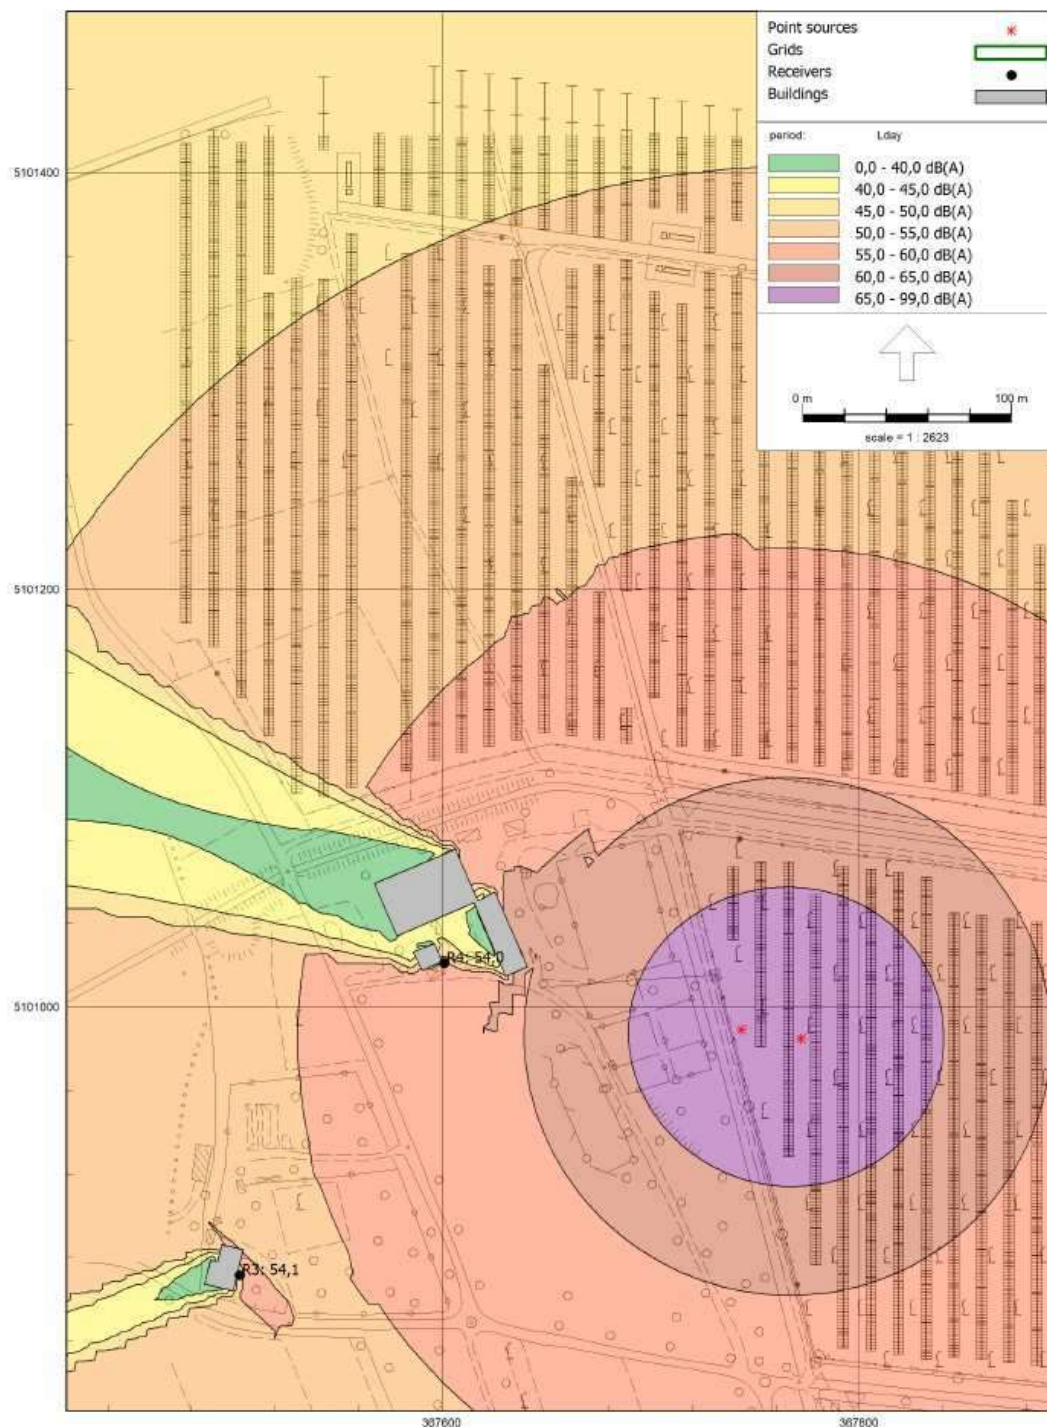 Point sources
Grids
Receivers
Buildings
period: Lday
0,0 - 40,0 dB(A)
40,0 - 45,0 dB(A)
45,0 - 50,0 dB(A)
50,0 - 55,0 dB(A)
55,0 - 60,0 dB(A)
60,0 - 65,0 dB(A)
65,0 - 99,0 dB(A)
0 m 100 m
scale = 1 : 2623
5101400
5101200
R4: 54,0
5101000
R3: 54,1
367600 367800